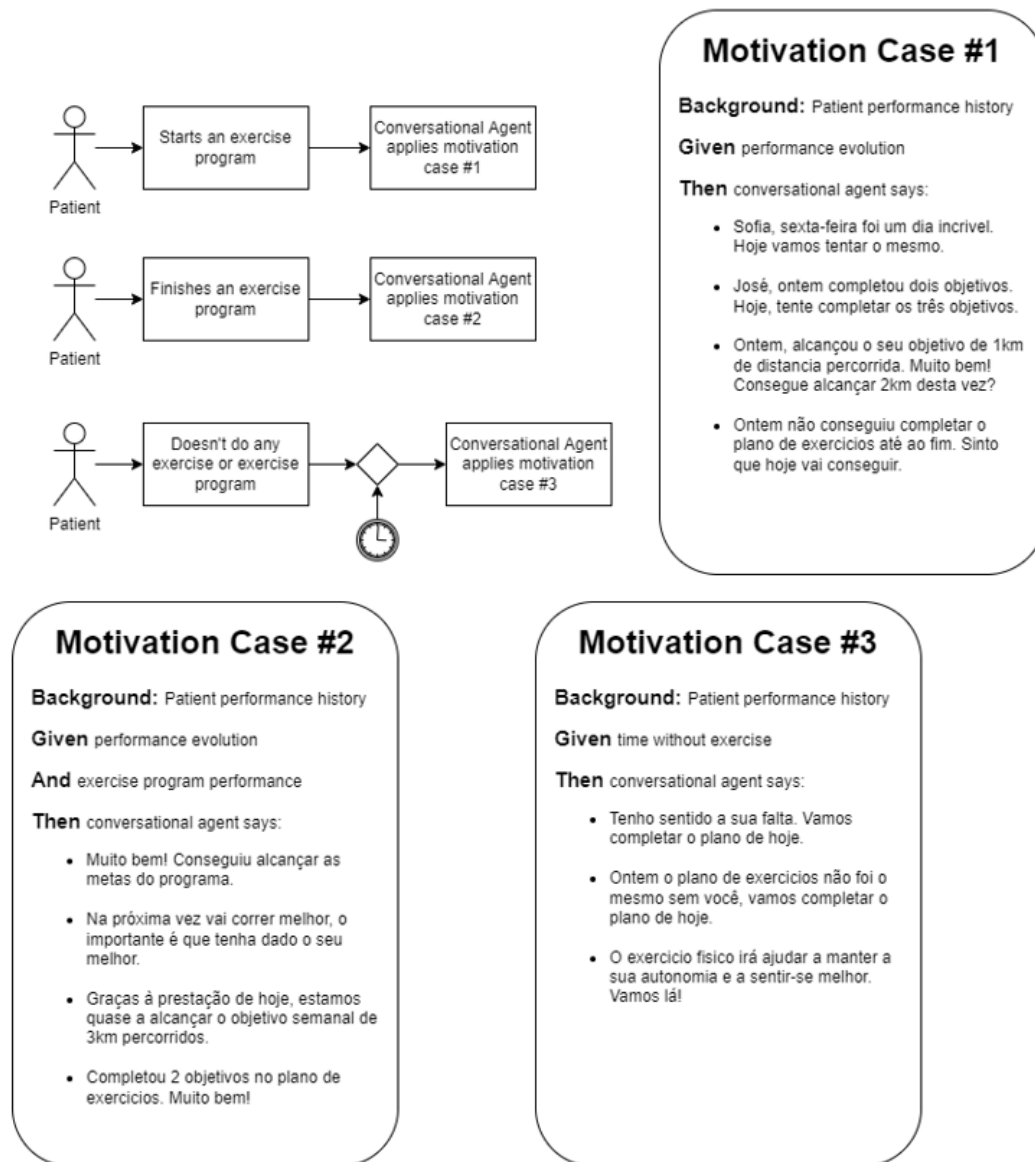 Motivation Case #1
Background: Patient performance history
Given performance evolution
Then conversational agent says:
• Sofia, sexta-feira foi um dia incrivel.
Hoje vamos tentar o mesmo.
• José, ontem completou dois objetivos.
Hoje, tente completar os três objetivos.
• Ontem, alcançou o seu objetivo de 1km
de distancia percorrida. Muito bem!
Consegue alcançar 2km desta vez?
• Ontem não conseguiu completar o
plano de exercicios até ao fim. Sinto
que hoje vai conseguir.
Patient
Starts an exercise
program
Conversational Agent
applies motivation
case #1
Patient
Finishes an exercise
program
Conversational Agent
applies motivation
case #2
Patient
Doesn't do any
exercise or exercise
program
Conversational Agent
applies motivation
case #3
Motivation Case #2
Background: Patient performance history
Given performance evolution
And exercise program performance
Then conversational agent says:
• Muito bem! Conseguiu alcançar as
metas do programa.
• Na próxima vez vai correr melhor, o
importante é que tenha dado o seu
melhor.
• Graças à prestação de hoje, estamos
quase a alcançar o objetivo semanal de
3km percorridos.
• Completou 2 objetivos no plano de
exercicios. Muito bem!
Motivation Case #3
Background: Patient performance history
Given time without exercise
Then conversational agent says:
• Tenho sentido a sua falta. Vamos
completar o plano de hoje.
• Ontem o plano de exercicios não foi o
mesmo sem você, vamos completar o
plano de hoje.
• O exercicio fisico irá ajudar a manter a
sua autonomia e a sentir-se melhor.
Vamos lá!